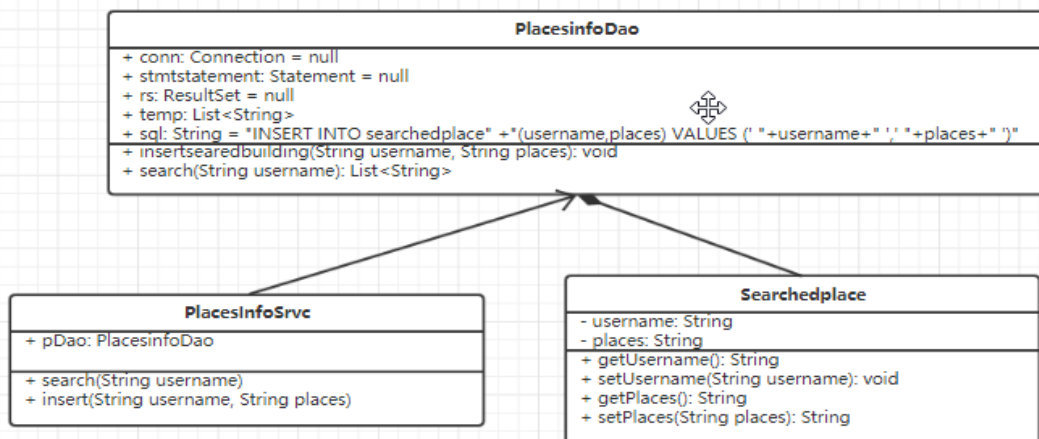 PlacesinfoDao
+ conn: Connection = null
+ stmtstatement: Statement = null
+ rs: ResultSet = null
+ temp: List<String>
+ sql: String = "INSERT INTO searchedplace" +"(username,places) VALUES (' "+username+" ',' "+places+" ')"
+ insertsearedbuilding(String username, String places): void
+ search(String username): List<String>
PlacesInfoSrvc
+ pDao: PlacesinfoDao
+ search(String username)
+ insert(String username, String places)
Searchedplace
- username: String
- places: String
+ getUsername(): String
+ setUsername(String username): void
+ getPlaces(): String
+ setPlaces(String places): String